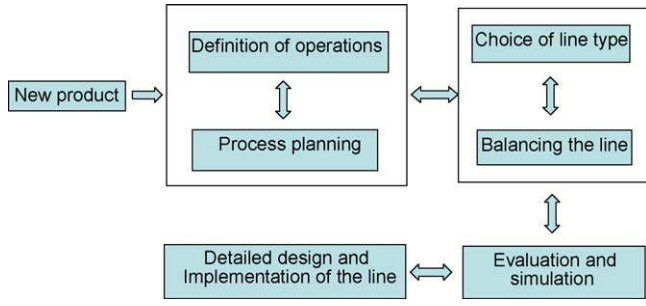 New product
Definition of operations
Process planning
Choice of line type
Balancing the line
Evaluation and
simulation
Detailed design and
Implementation of the line